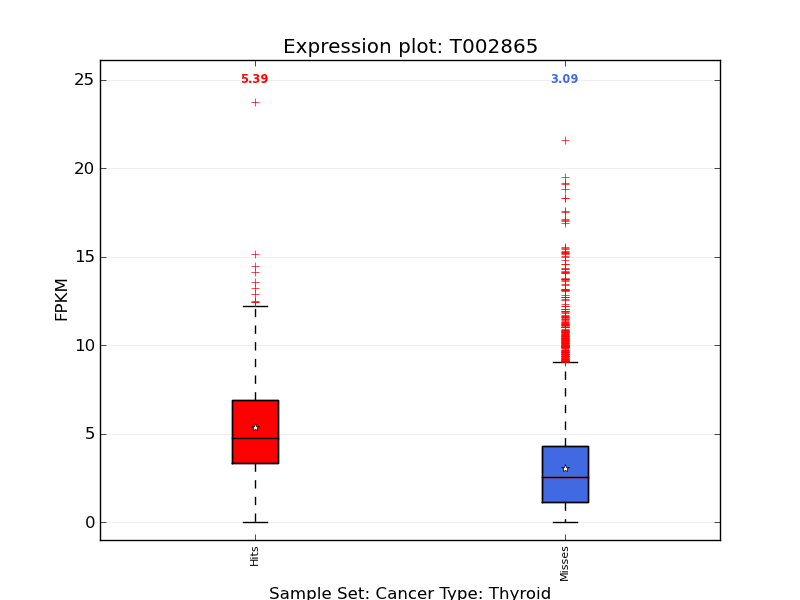 Expression plot: T002865
5.39
3.09
25
20
15
10
5
0
FPKM
Hits
Misses
Sample Set: Cancer Type: Thyroid